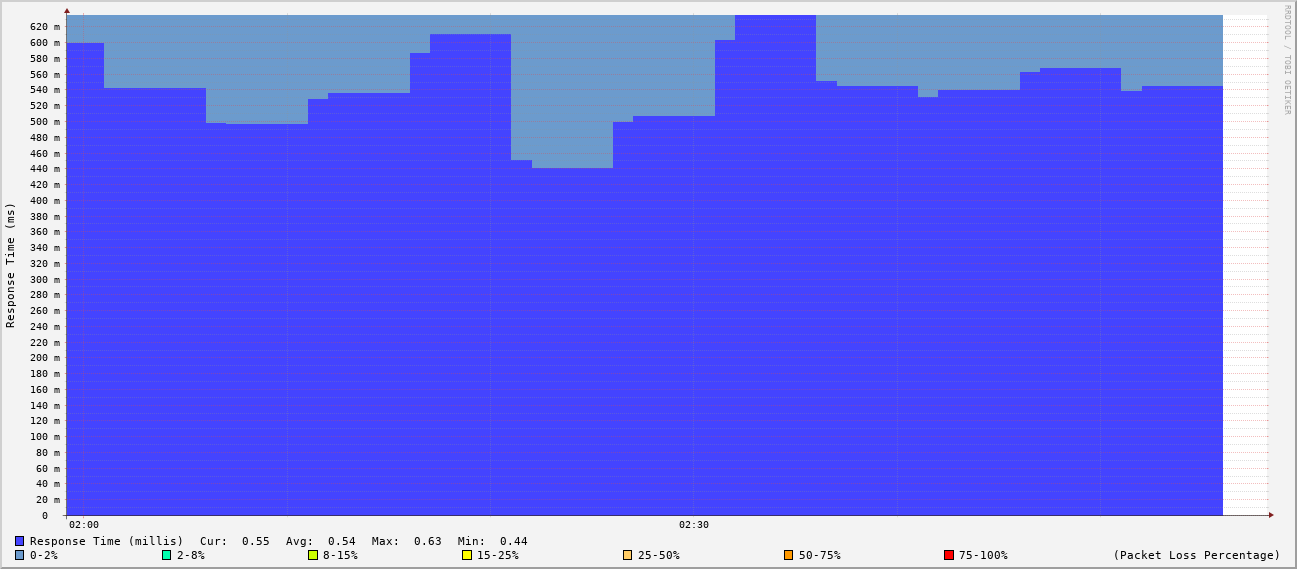 RRDTOOL / TOBI OETIKER
Response Time (ms)
620 m
600 m
580 m
560 m
540 m
520 m
500 m
480 m
460 m
440 m
420 m
400 m
380 m
360 m
340 m
320 m
300 m
280 m
260 m
240 m
220 m
200 m
180 m
160 m
140 m
120 m
100 m
80 m
60 m
40 m
20 m
0
02:00 02:30
Response Time (millis) Cur: 0.55 Avg: 0.54 Max: 0.63 Min: 0.44
0-2% 2-8% 8-15% 15-25% 25-50% 50-75% 75-100% (Packet Loss Percentage)